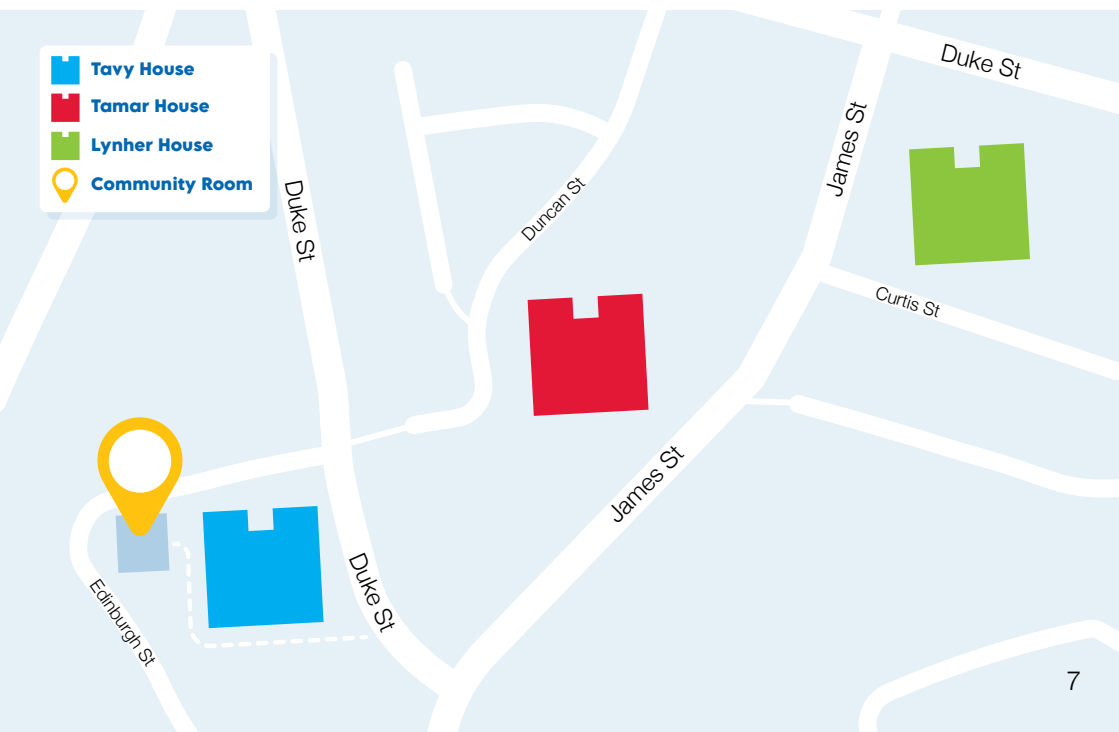 Tavy House
Tamar House
Lynher House
Community Room
Duke St
Duke St
James St
Duncan St
Curtis St
James St
Duke St
Edinburgh St
7